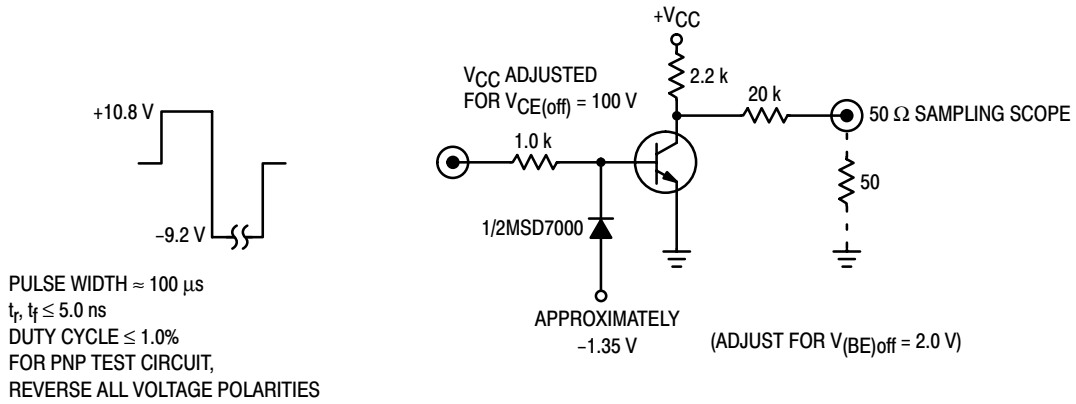 +10.8 V
−9.2 V
PULSE WIDTH ≈ 100 μs
tr, tf ≤ 5.0 ns
DUTY CYCLE ≤ 1.0%
FOR PNP TEST CIRCUIT,
REVERSE ALL VOLTAGE POLARITIES
+VCC
VCC ADJUSTED
FOR VCE(off) = 100 V
2.2 k
20 k
50 Ω SAMPLING SCOPE
1.0 k
50
1/2MSD7000
APPROXIMATELY
−1.35 V
(ADJUST FOR V(BE)off = 2.0 V)